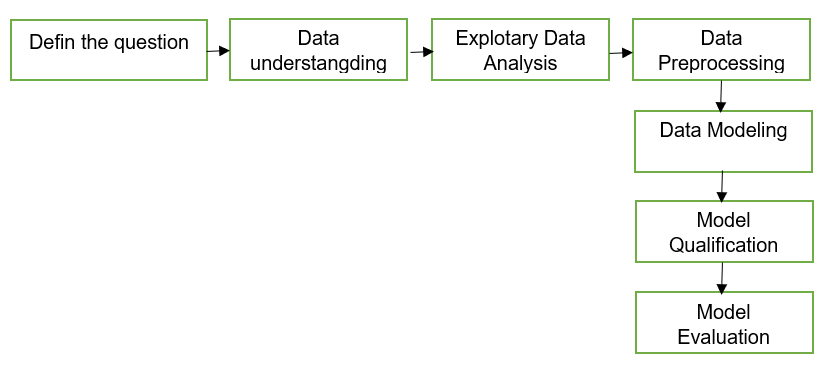 Defin the question
Data
understangding
Explotary Data
Analysis
Data
Preprocessing
Data Modeling
Model
Qualification
Model
Evaluation